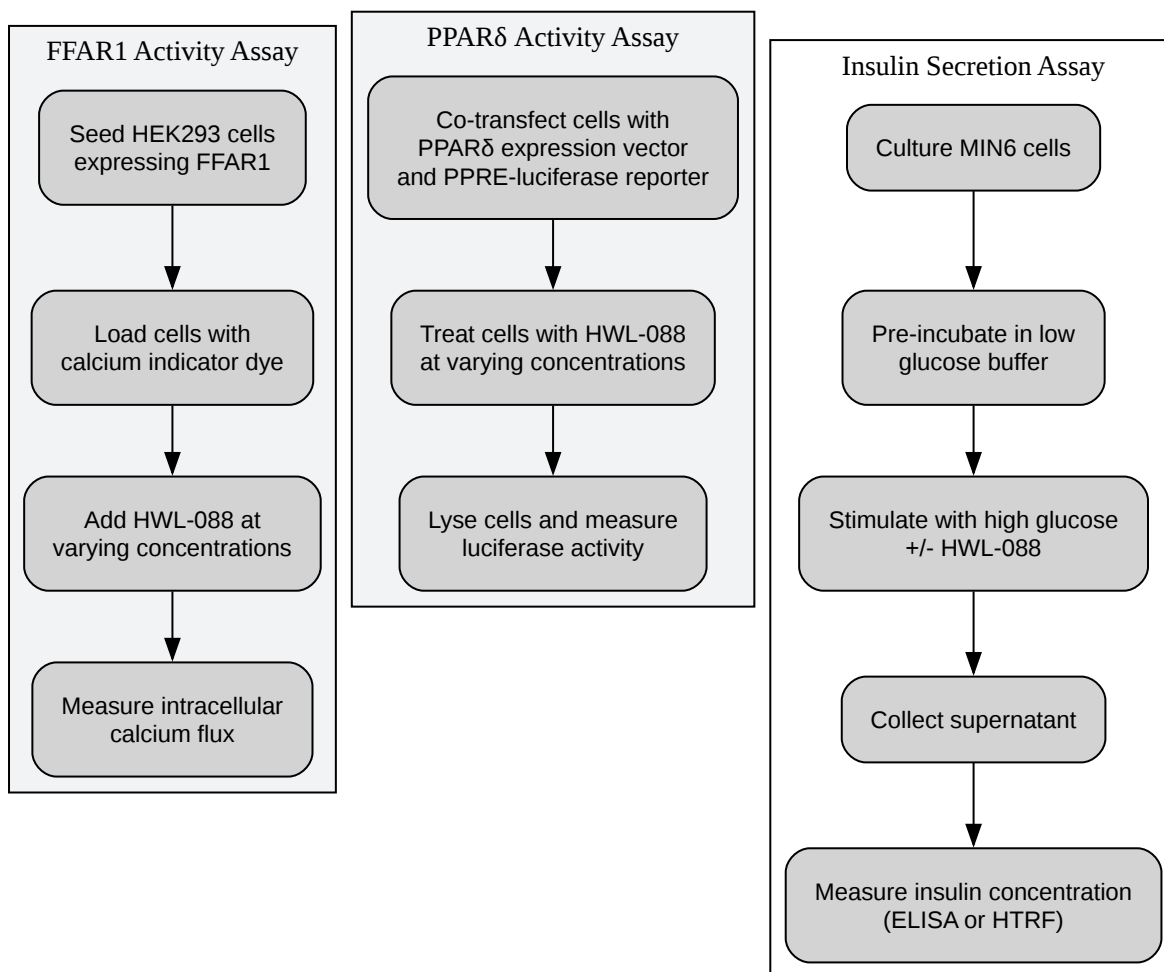 FFAR1 Activity Assay
Seed HEK293 cells
expressing FFAR1
Load cells with
calcium indicator dye
Add HWL-088 at
varying concentrations
Measure intracellular
calcium flux
PPARδ Activity Assay
Co-transfect cells with
PPARδ expression vector
and PPRE-luciferase reporter
Treat cells with HWL-088
at varying concentrations
Lyse cells and measure
luciferase activity
Insulin Secretion Assay
Culture MIN6 cells
Pre-incubate in low
glucose buffer
Stimulate with high glucose
+/- HWL-088
Collect supernatant
Measure insulin concentration
(ELISA or HTRF)